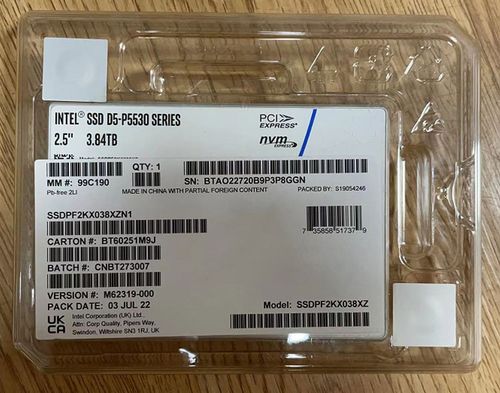 INTEL® SSD D5-P5530 SERIES
2.5" 3.84TB
PCI EXPRESS®
nvm EXPRESS
MM #: 99C190
QTY: 1
SN: BTAO22720B9P3P8GGN
Pb-free 2LI
MADE IN CHINA WITH PARTIAL FOREIGN CONTENT
PACKED BY: S19054246
SSDPF2KX038XZN1
7 35858 51737 9
CARTON #: BT60251M9J
BATCH #: CNBT273007
VERSION #: M62319-000
PACK DATE: 03 JUL 22
Model: SSDPF2KX038XZ
UK
CA
Intel Corporation (UK) Ltd.,
Attn: Corp Quality, Pipers Way,
Swindon, Wiltshire SN3 1RJ, UK